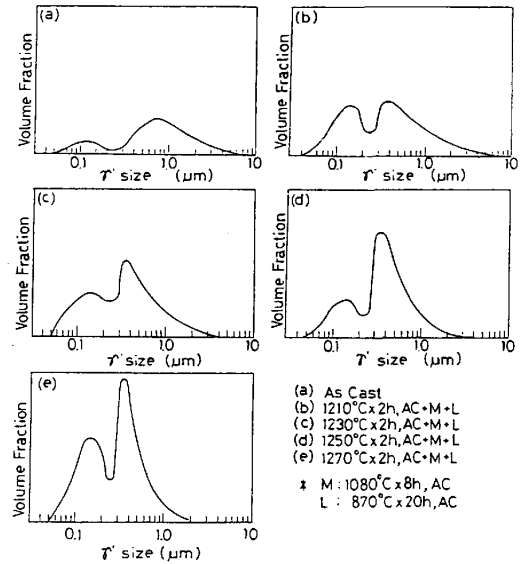 (a)
Volume Fraction
0.1 1.0 10
γ' size (μm)
(b)
Volume Fraction
0.1 1.0 10
γ' size (μm)
(c)
Volume Fraction
0.1 1.0 10
γ' size (μm)
(d)
Volume Fraction
0.1 1.0 10
γ' size (μm)
(e)
Volume Fraction
0.1 1.0 10
γ' size (μm)
(a) As Cast
(b) 1210°C×2h, AC+M+L
(c) 1230°C×2h, AC+M+L
(d) 1250°C×2h, AC+M+L
(e) 1270°C×2h, AC+M+L
* M : 1080°C×8h, AC
L : 870°C×20h, AC